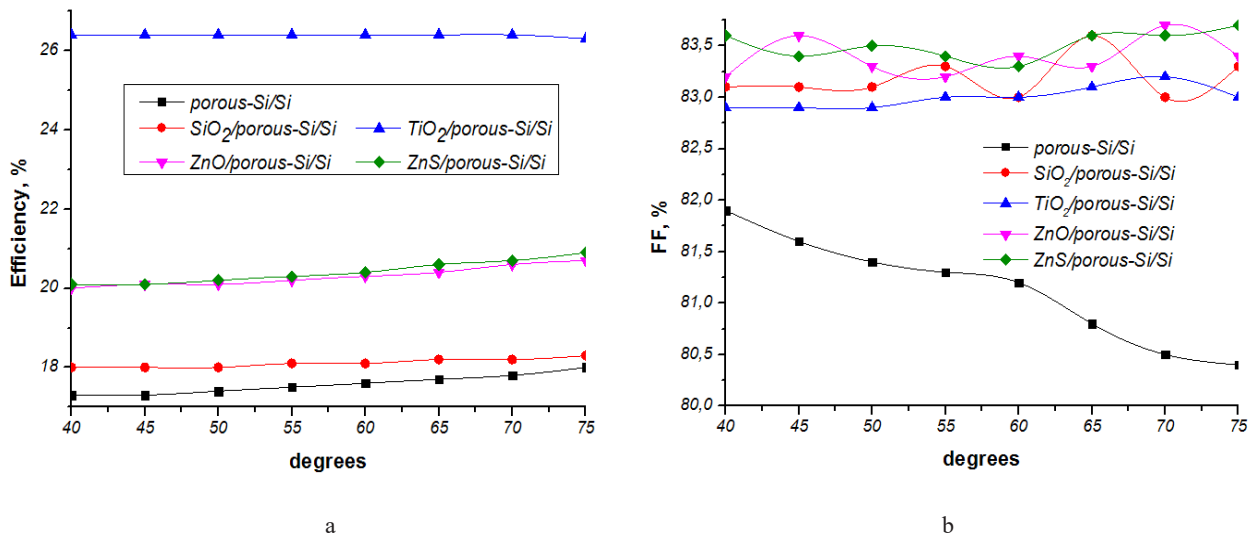 26
24
22
20
18
40 45 50 55 60 65 70 75
Efficiency, %
degrees
porous-Si/Si
SiO2/porous-Si/Si
TiO2/porous-Si/Si
ZnO/porous-Si/Si
ZnS/porous-Si/Si
a
83,5
83,0
82,5
82,0
81,5
81,0
80,5
80,0
40 45 50 55 60 65 70 75
FF, %
degrees
porous-Si/Si
SiO2/porous-Si/Si
TiO2/porous-Si/Si
ZnO/porous-Si/Si
ZnS/porous-Si/Si
b